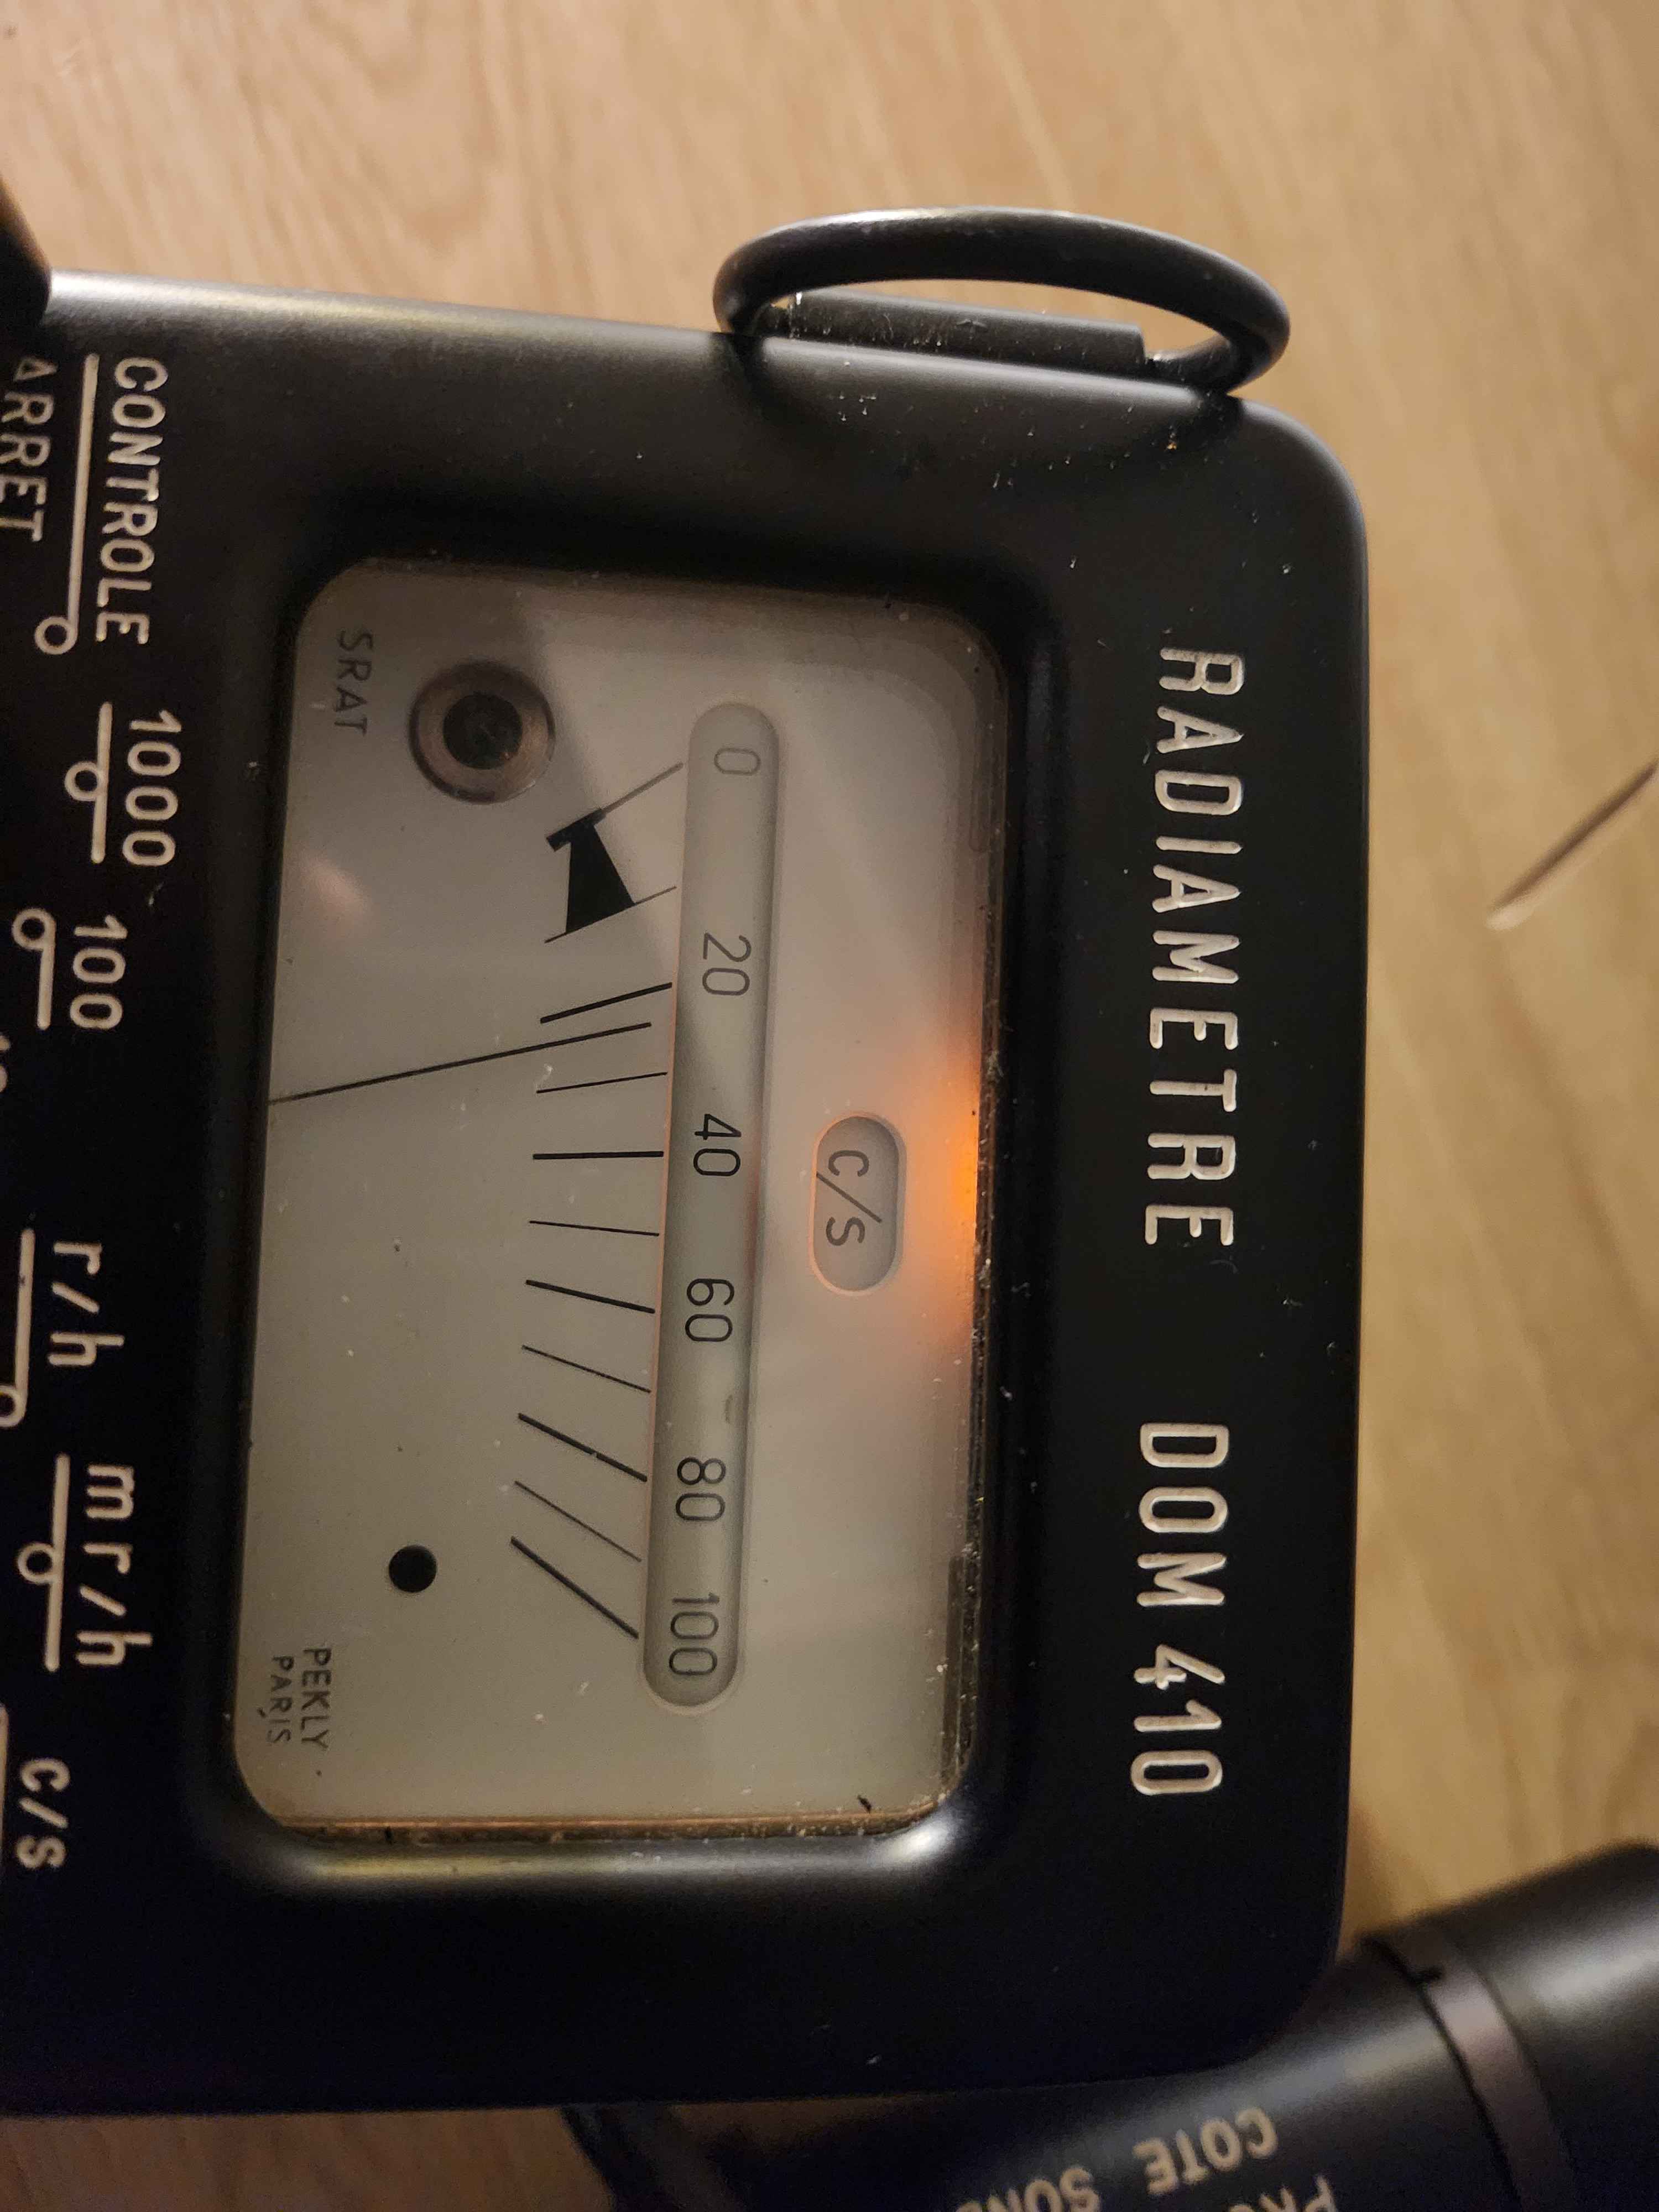 RADIAMETRE DOM 410
c/s
0 20 40 60 80 100
SRAT
PEKLY
PARIS
CONTROLE 1000 100 r/h mr/h c/s
ARRET
COTE